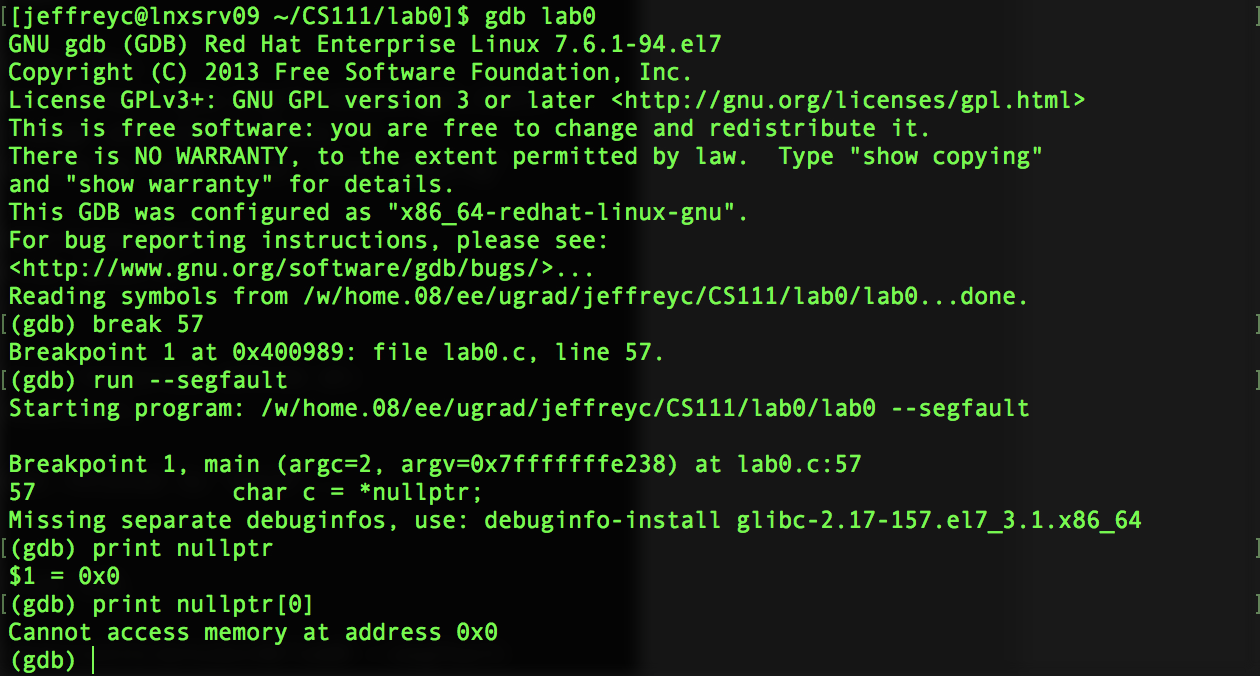 [[jeffreyc@lnxsrv09 ~/CS111/lab0]$ gdb lab0 ]
GNU gdb (GDB) Red Hat Enterprise Linux 7.6.1-94.el7
Copyright (C) 2013 Free Software Foundation, Inc.
License GPLv3+: GNU GPL version 3 or later <http://gnu.org/licenses/gpl.html>
This is free software: you are free to change and redistribute it.
There is NO WARRANTY, to the extent permitted by law.  Type "show copying"
and "show warranty" for details.
This GDB was configured as "x86_64-redhat-linux-gnu".
For bug reporting instructions, please see:
<http://www.gnu.org/software/gdb/bugs/>...
Reading symbols from /w/home.08/ee/ugrad/jeffreyc/CS111/lab0/lab0...done.
[(gdb) break 57 ]
Breakpoint 1 at 0x400989: file lab0.c, line 57.
[(gdb) run --segfault ]
Starting program: /w/home.08/ee/ugrad/jeffreyc/CS111/lab0/lab0 --segfault

Breakpoint 1, main (argc=2, argv=0x7fffffffe238) at lab0.c:57
57              char c = *nullptr;
Missing separate debuginfos, use: debuginfo-install glibc-2.17-157.el7_3.1.x86_64
[(gdb) print nullptr ]
$1 = 0x0
[(gdb) print nullptr[0] ]
Cannot access memory at address 0x0
(gdb)